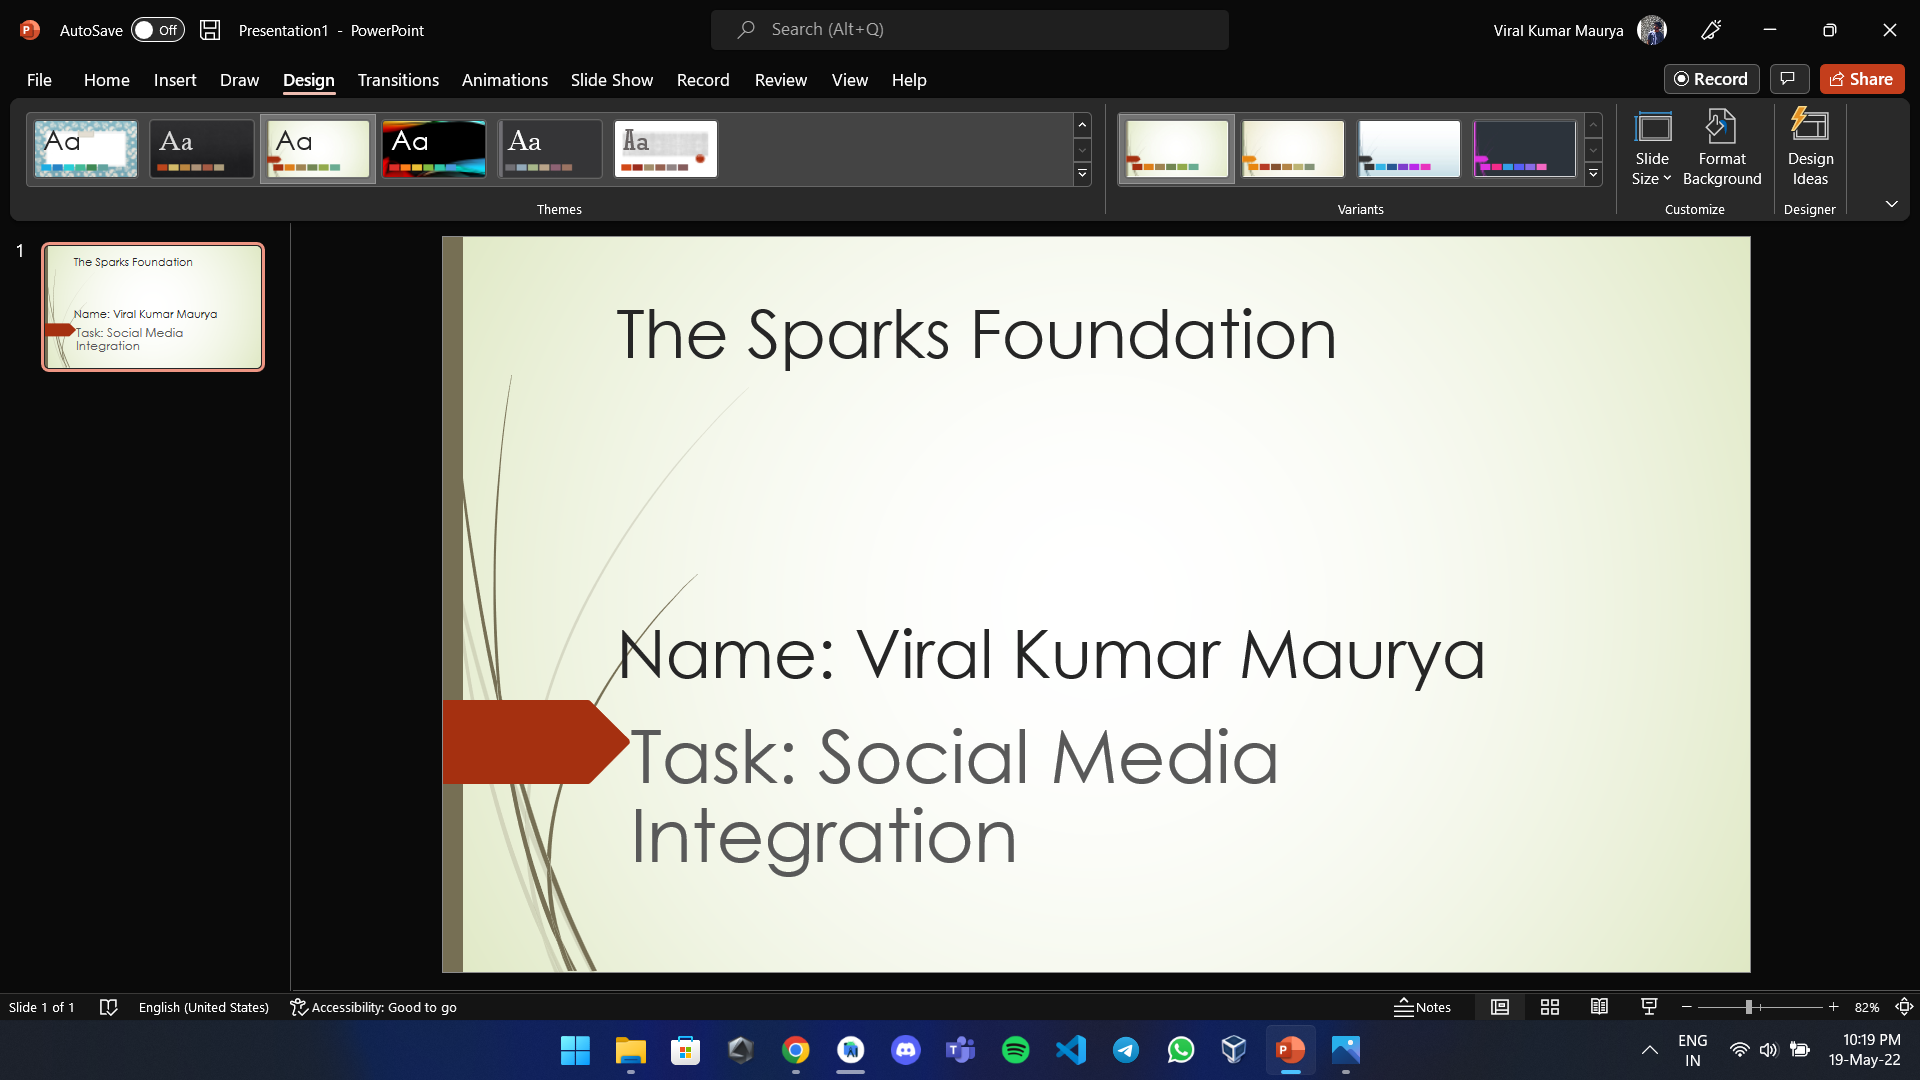 AutoSave Off Presentation1 - PowerPoint Search (Alt+Q) Viral Kumar Maurya
File Home Insert Draw Design Transitions Animations Slide Show Record Review View Help Record Share
Aa Aa Aa Aa Aa Aa
Slide Size Format Background Design Ideas
Themes Variants Customize Designer
1
The Sparks Foundation
Name: Viral Kumar Maurya
Task: Social Media
Integration
The Sparks Foundation
Name: Viral Kumar Maurya
Task: Social Media
Integration
Slide 1 of 1 English (United States) Accessibility: Good to go Notes 82%
ENG 10:19 PM
IN 19-May-22